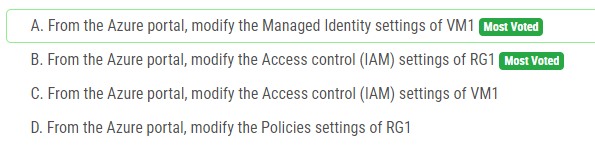 A. From the Azure portal, modify the Managed Identity settings of VM1 Most Voted
B. From the Azure portal, modify the Access control (IAM) settings of RG1 Most Voted
C. From the Azure portal, modify the Access control (IAM) settings of VM1
D. From the Azure portal, modify the Policies settings of RG1